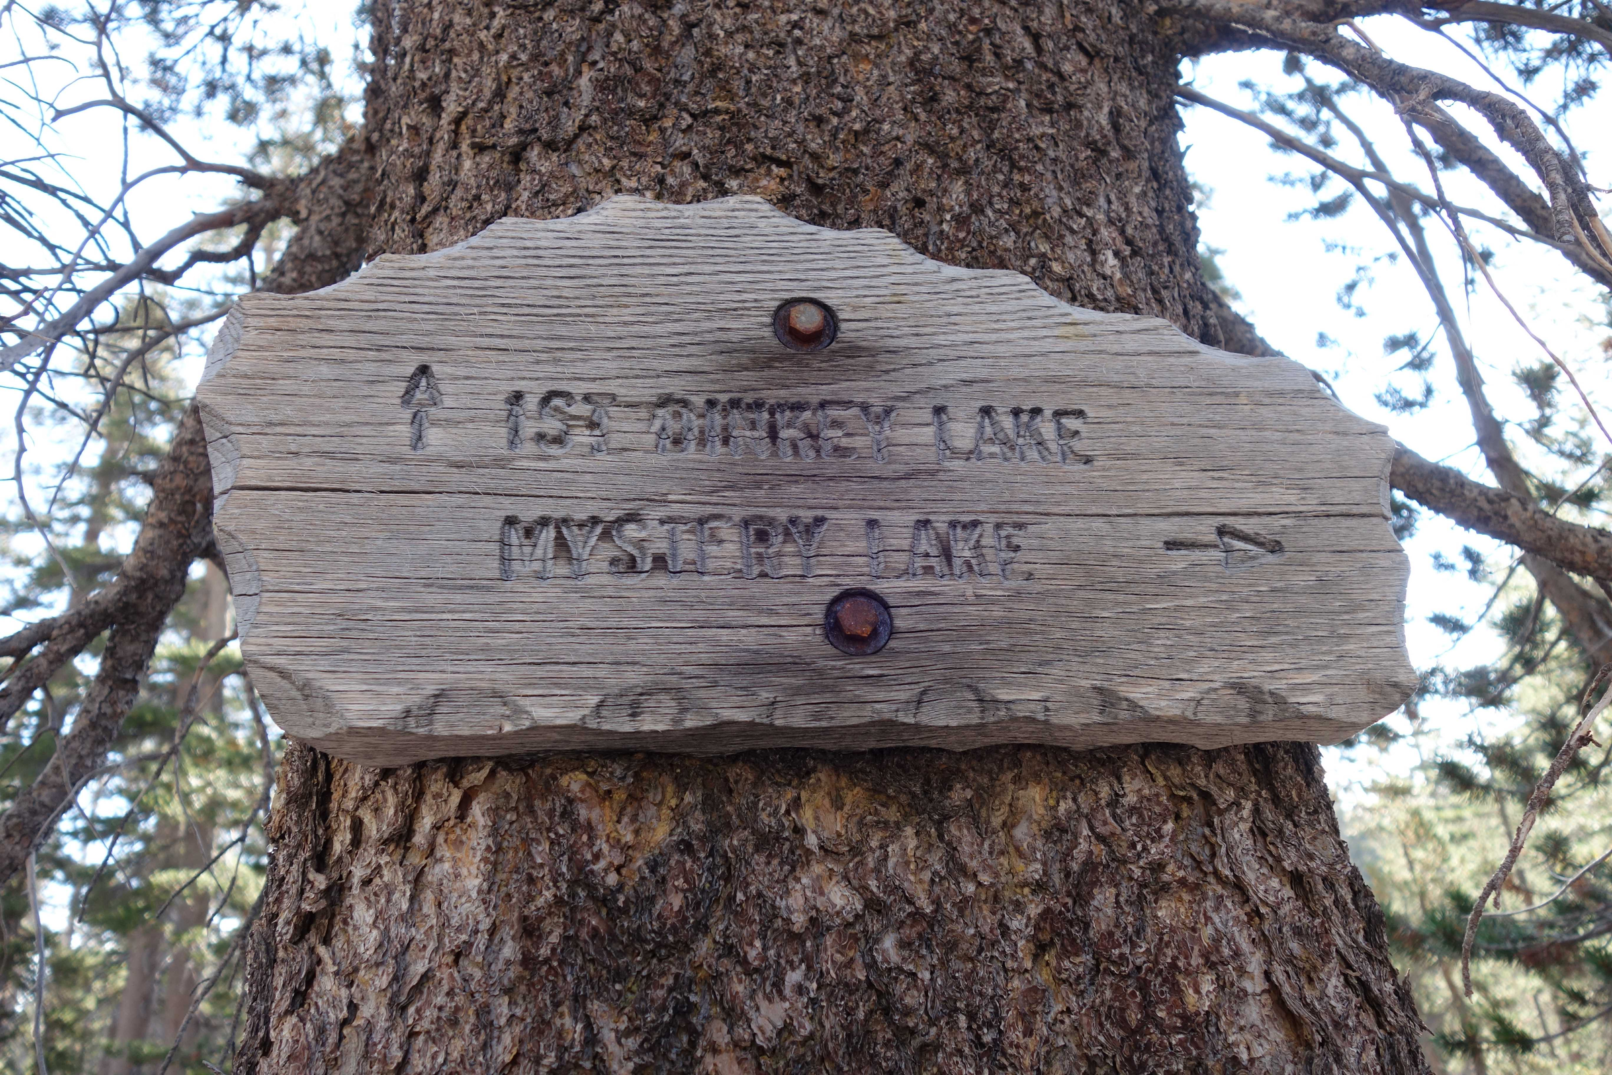 ↑ 1ST DINKEY LAKE
MYSTERY LAKE →